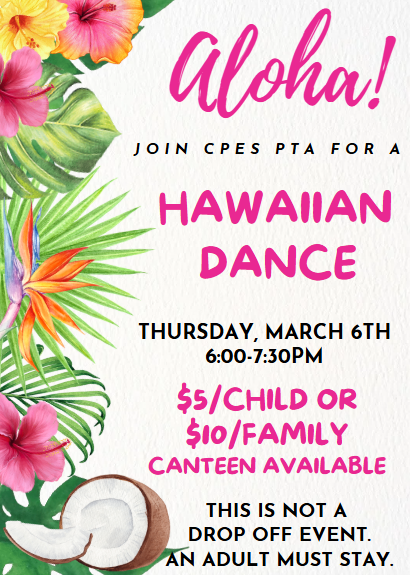 Aloha!
JOIN CPES PTA FOR A
HAWAIIAN
DANCE
THURSDAY, MARCH 6TH
6:00-7:30PM
$5/CHILD OR
$10/FAMILY
CANTEEN AVAILABLE
THIS IS NOT A
DROP OFF EVENT.
AN ADULT MUST STAY.